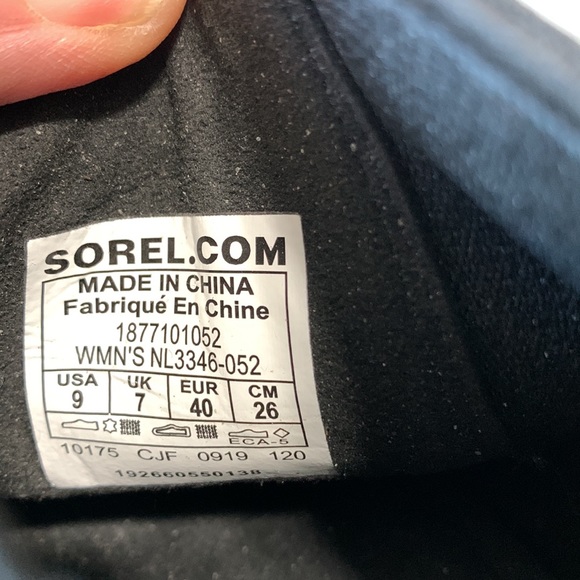 SOREL.COM
MADE IN CHINA
Fabriqué En Chine
1877101052
WMN'S NL3346-052
USA UK EUR CM
9 7 40 26
ECA-5
10175 CJF 0919 120
192660550138